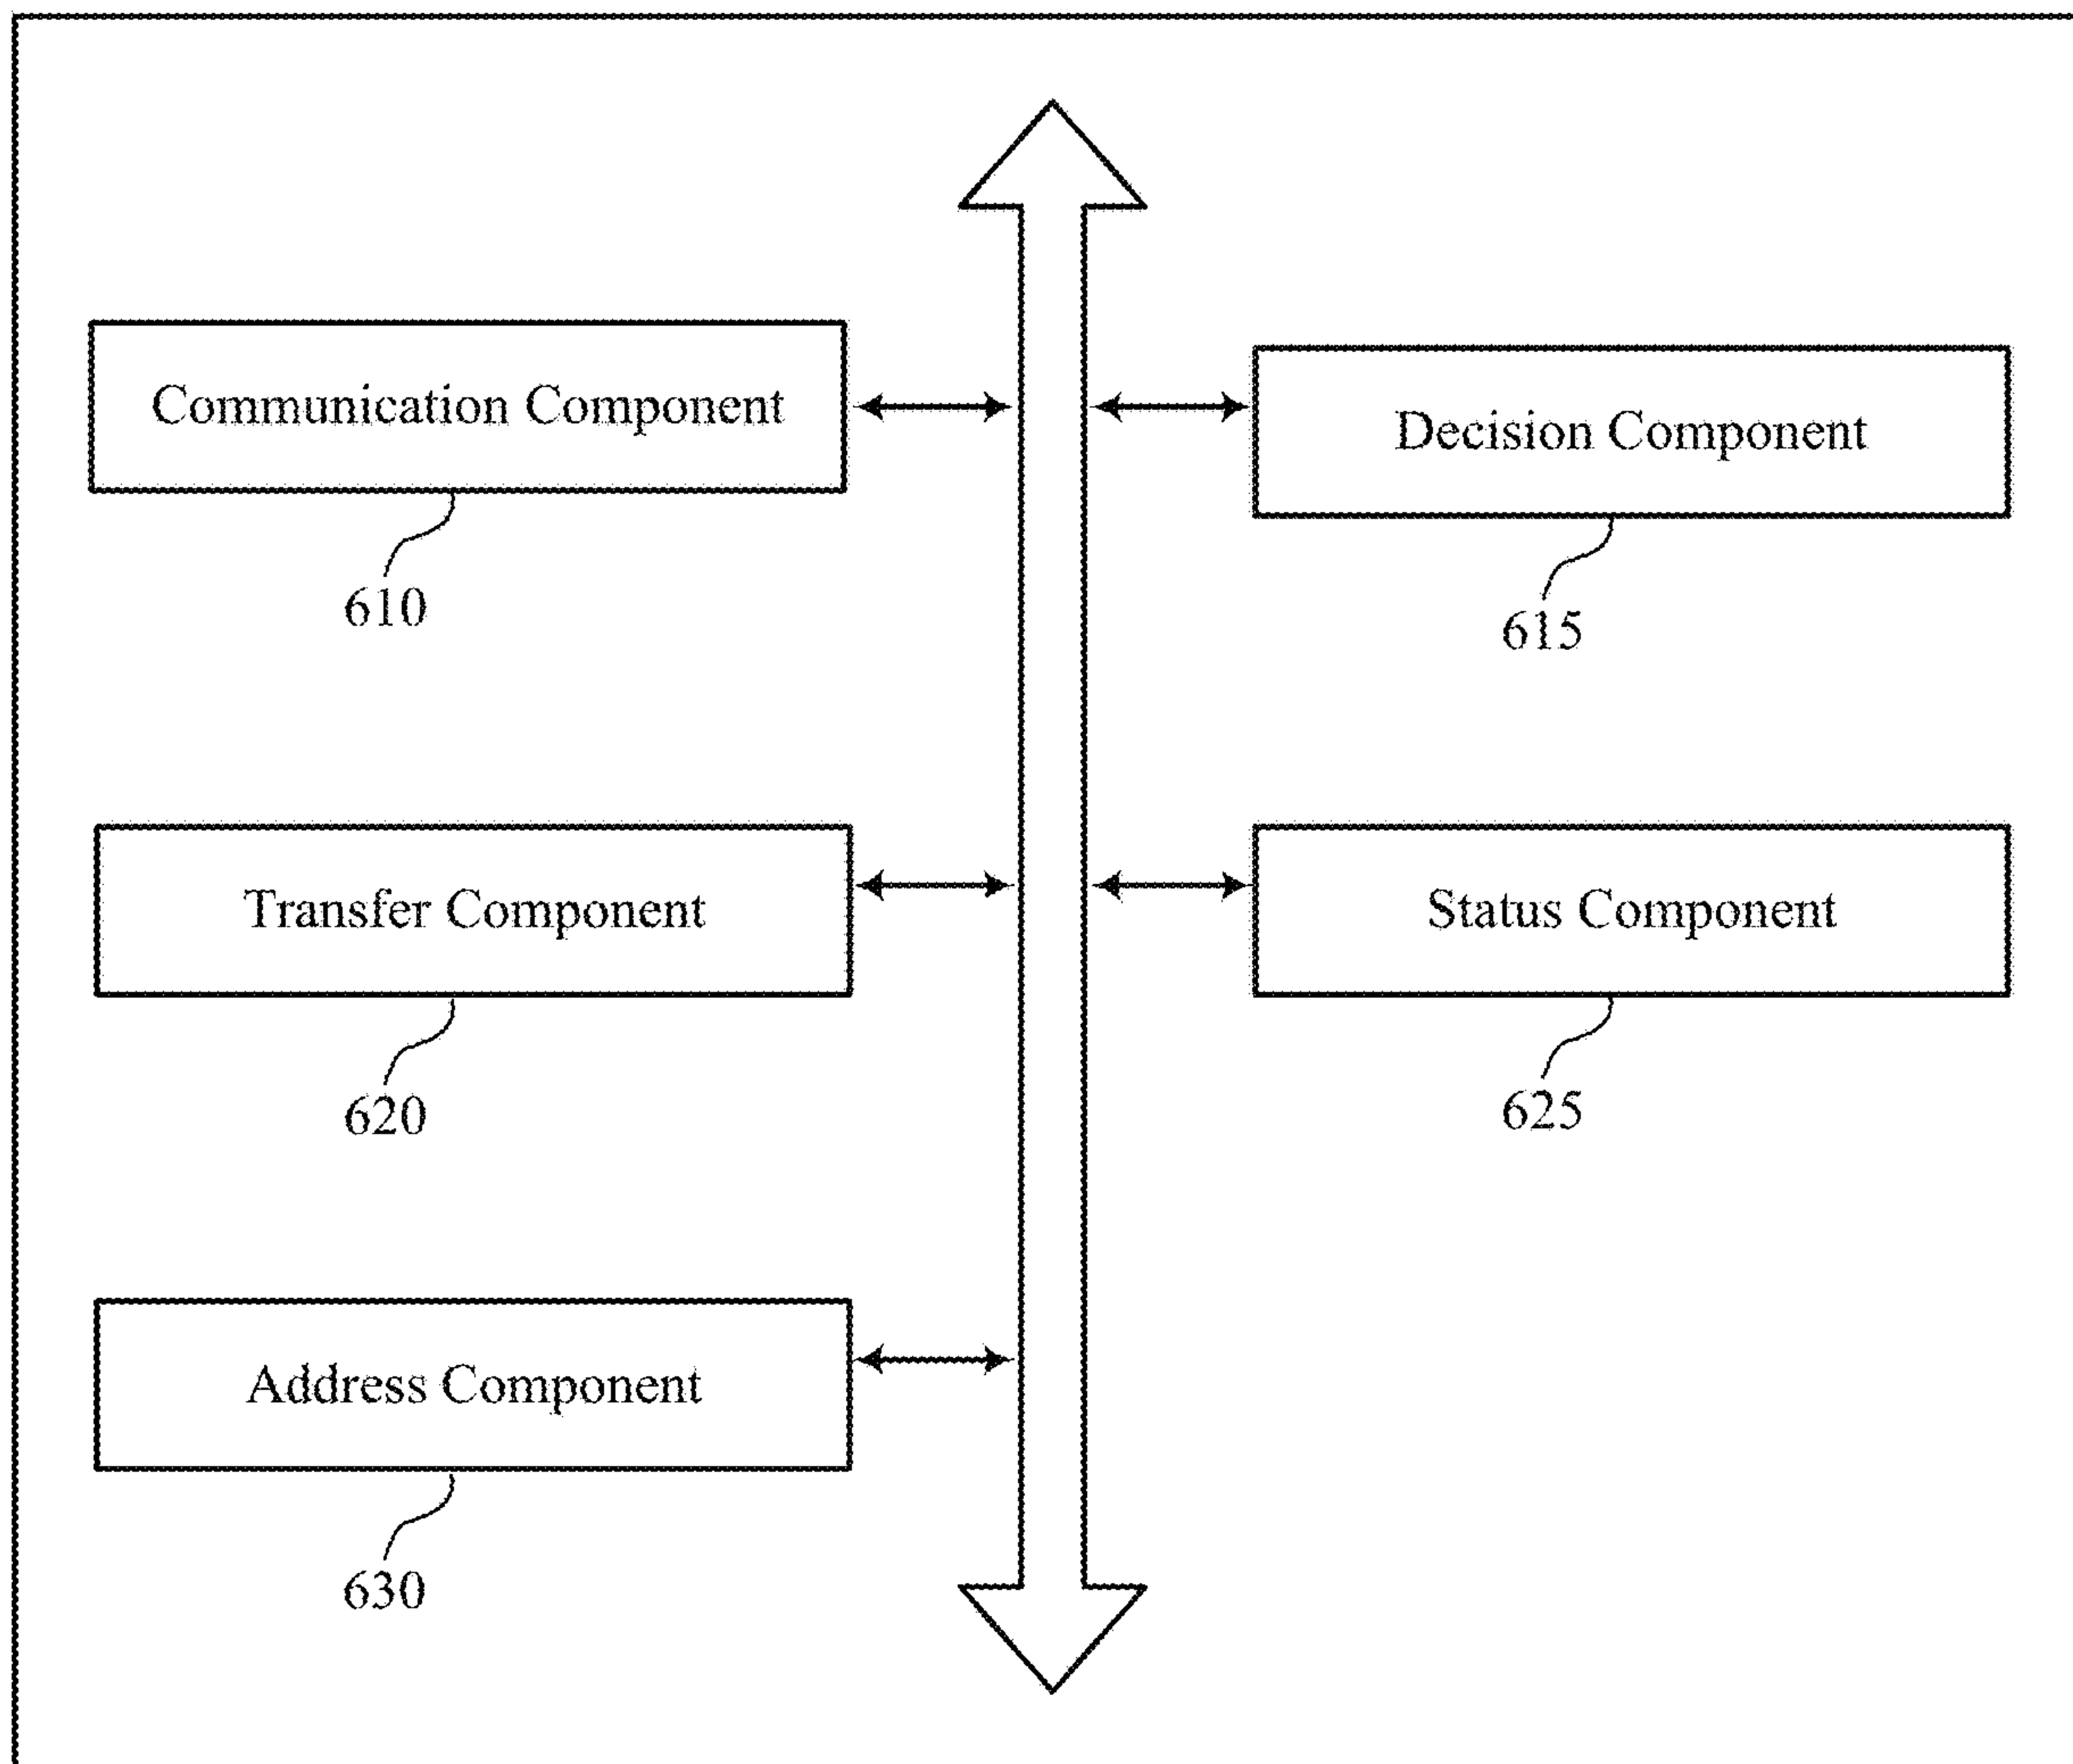 Communication Component
610
Decision Component
615
Transfer Component
620
Status Component
625
Address Component
630